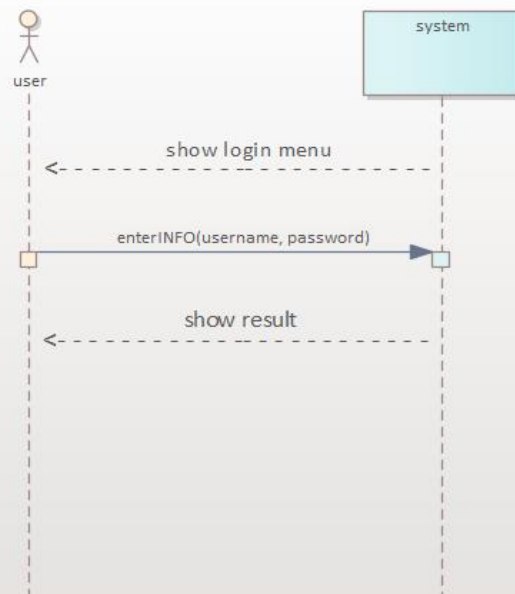 system
user
show login menu
enterINFO(username, password)
show result